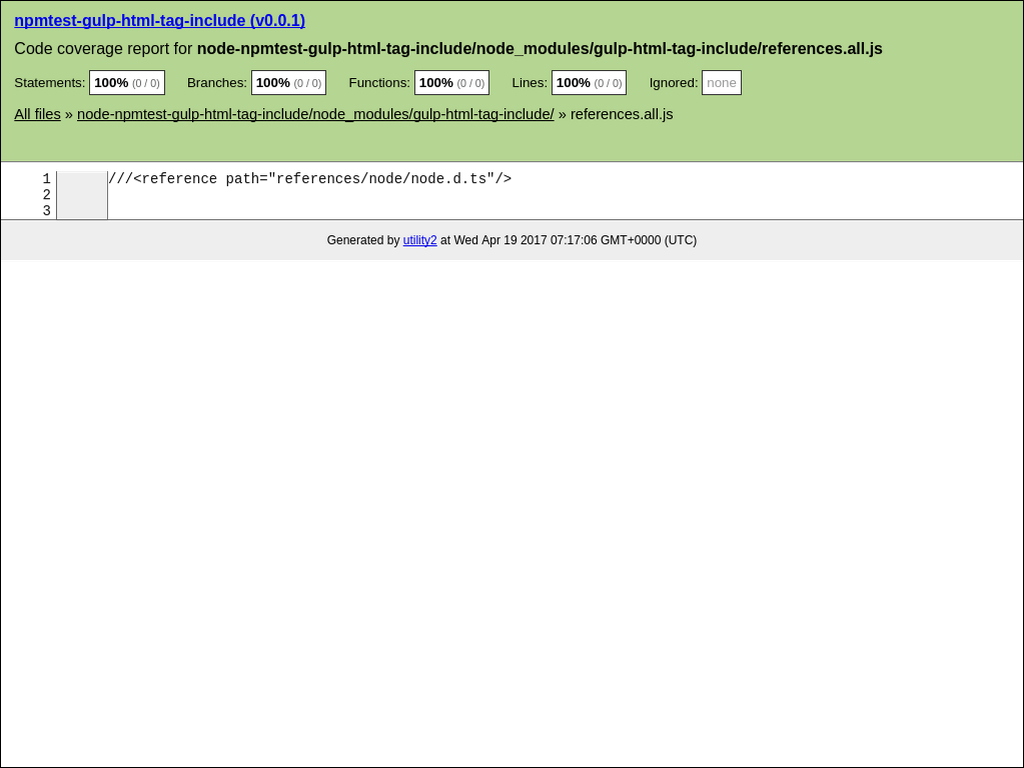 npmtest-gulp-html-tag-include (v0.0.1)
Code coverage report for node-npmtest-gulp-html-tag-include/node_modules/gulp-html-tag-include/references.all.js
Statements: 100% (0 / 0) Branches: 100% (0 / 0) Functions: 100% (0 / 0) Lines: 100% (0 / 0) Ignored: none
All files » node-npmtest-gulp-html-tag-include/node_modules/gulp-html-tag-include/ » references.all.js
1 ///<reference path="references/node/node.d.ts"/>
2
3
Generated by utility2 at Wed Apr 19 2017 07:17:06 GMT+0000 (UTC)